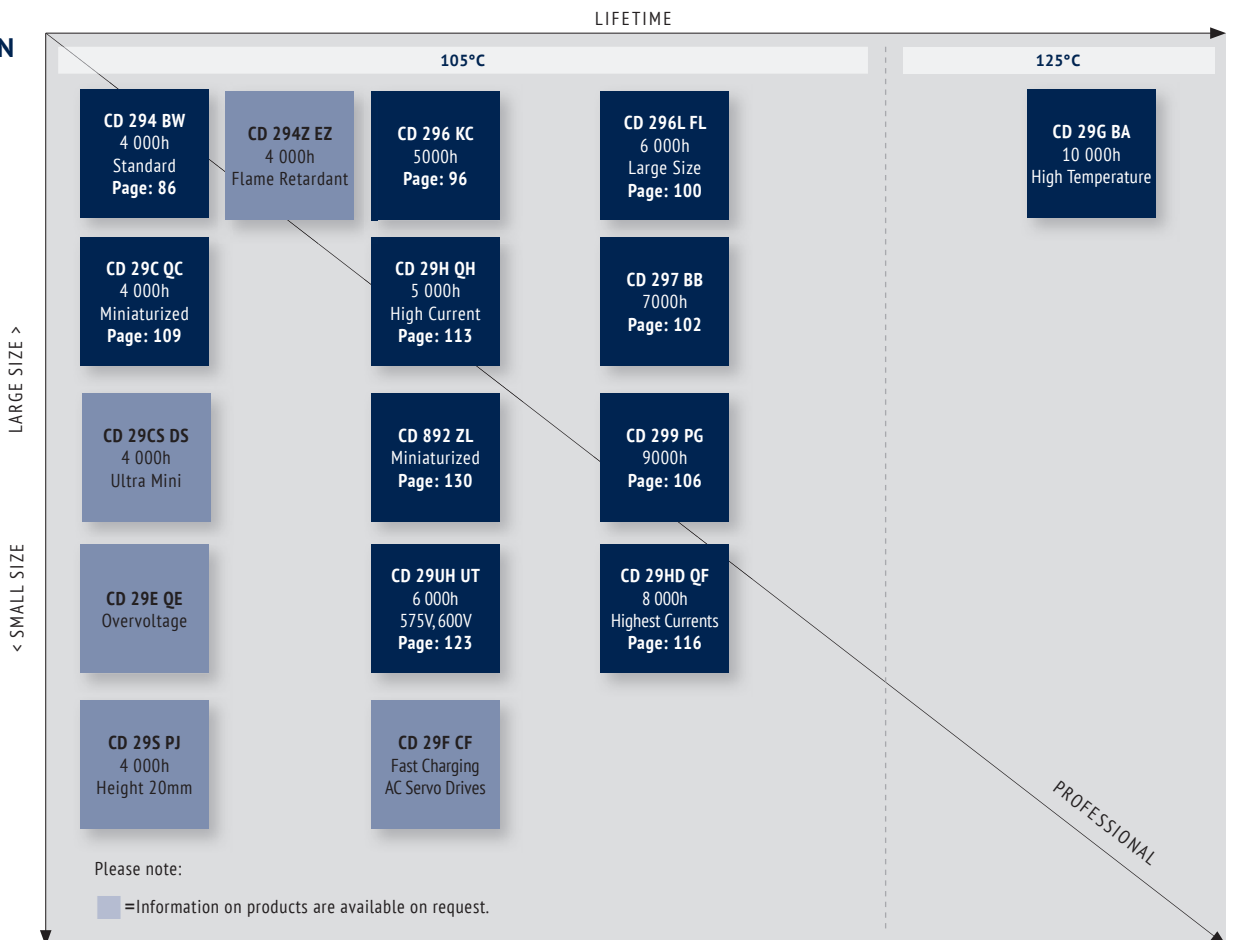 LIFETIME
N
105°C
125°C
CD 294 BW
4 000h
Standard
Page: 86
CD 294Z EZ
4 000h
Flame Retardant
CD 296 KC
5000h
Page: 96
CD 296L FL
6 000h
Large Size
Page: 100
CD 29G BA
10 000h
High Temperature
CD 29C QC
4 000h
Miniaturized
Page: 109
CD 29H QH
5 000h
High Current
Page: 113
CD 297 BB
7000h
Page: 102
LARGE SIZE >
CD 29CS DS
4 000h
Ultra Mini
CD 892 ZL
Miniaturized
Page: 130
CD 299 PG
9000h
Page: 106
< SMALL SIZE
CD 29E QE
Overvoltage
CD 29UH UT
6 000h
575V, 600V
Page: 123
CD 29HD QF
8 000h
Highest Currents
Page: 116
CD 29S PJ
4 000h
Height 20mm
CD 29F CF
Fast Charging
AC Servo Drives
PROFESSIONAL
Please note:
=Information on products are available on request.